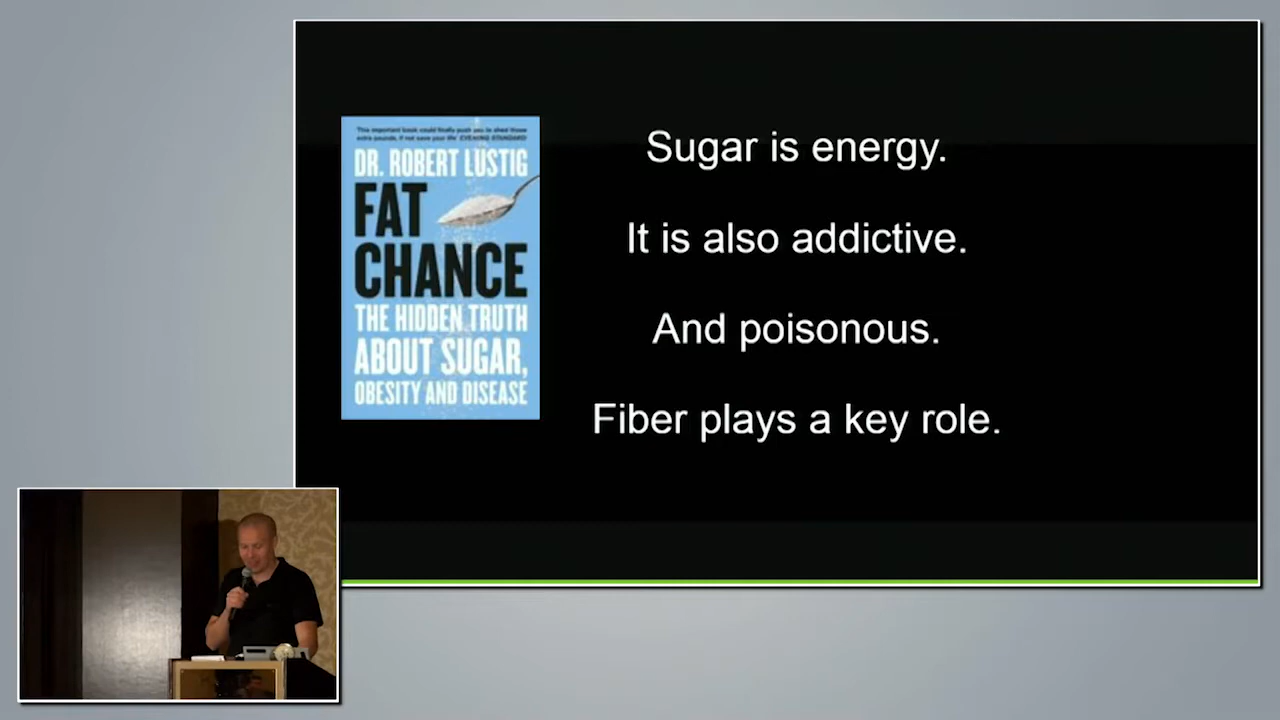 This important book could finally push you to shed those
extra pounds, if not save your life EVENING STANDARD
DR. ROBERT LUSTIG
FAT
CHANCE
THE HIDDEN TRUTH
ABOUT SUGAR,
OBESITY AND DISEASE
Sugar is energy.
It is also addictive.
And poisonous.
Fiber plays a key role.